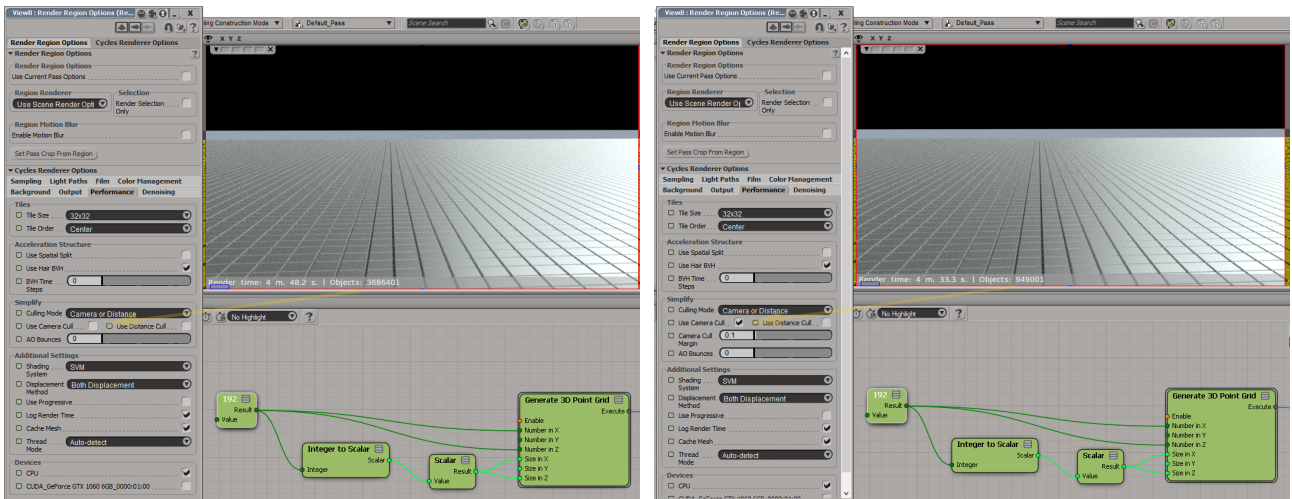 View8 : Render Region Options (Re...
Render Region Options Cycles Renderer Options
Render Region Options
Render Region Options
Use Current Pass Options
Region Renderer
Selection
Use Scene Render Opti
Render Selection Only
Region Motion Blur
Enable Motion Blur
Set Pass Crop From Region
Cycles Renderer Options
Sampling Light Paths Film Color Management
Background Output Performance Denoising
Tiles
Tile Size 32x32
Tile Order Center
Acceleration Structure
Use Spatial Split
Use Hair BVH
BVH Time Steps 0
Simplify
Culling Mode Camera or Distance
Use Camera Cull Use Distance Cull
AO Bounces 0
Additional Settings
Shading System SVM
Displacement Method Both Displacement
Use Progressive
Log Render Time
Cache Mesh
Thread Mode Auto-detect
Devices
CPU
CUDA_GeForce GTX 1060 6GB_0000:01:00
ling Construction Mode Default_Pass Scene Search
X Y Z
Render time: 4 m. 48.2 s. | Objects: 3686401
No Highlight ?
192
Result
Value
Integer to Scalar
Scalar
Integer
Scalar
Result
Value
Generate 3D Point Grid
Execute
Enable
Number in X
Number in Y
Number in Z
Size in X
Size in Y
Size in Z
View8 : Render Region Options (Re...
Render Region Options Cycles Renderer Options
Render Region Options
Render Region Options
Use Current Pass Options
Region Renderer
Selection
Use Scene Render Op
Render Selection Only
Region Motion Blur
Enable Motion Blur
Set Pass Crop From Region
Cycles Renderer Options
Sampling Light Paths Film Color Management
Background Output Performance Denoising
Tiles
Tile Size 32x32
Tile Order Center
Acceleration Structure
Use Spatial Split
Use Hair BVH
BVH Time Steps 0
Simplify
Culling Mode Camera or Distance
Use Camera Cull Use Distance Cull
Camera Cull Margin 0.1
AO Bounces 0
Additional Settings
Shading System SVM
Displacement Method Both Displacement
Use Progressive
Log Render Time
Cache Mesh
Thread Mode Auto-detect
Devices
CPU
CUDA_GeForce GTX 1060 6GB_0000:01:00
ling Construction Mode Default_Pass Scene Search
X Y Z
Render time: 4 m. 33.3 s. | Objects: 949001
No Highlight ?
192
Result
Value
Integer to Scalar
Scalar
Integer
Scalar
Result
Value
Generate 3D Point Grid
Execute
Enable
Number in X
Number in Y
Number in Z
Size in X
Size in Y
Size in Z